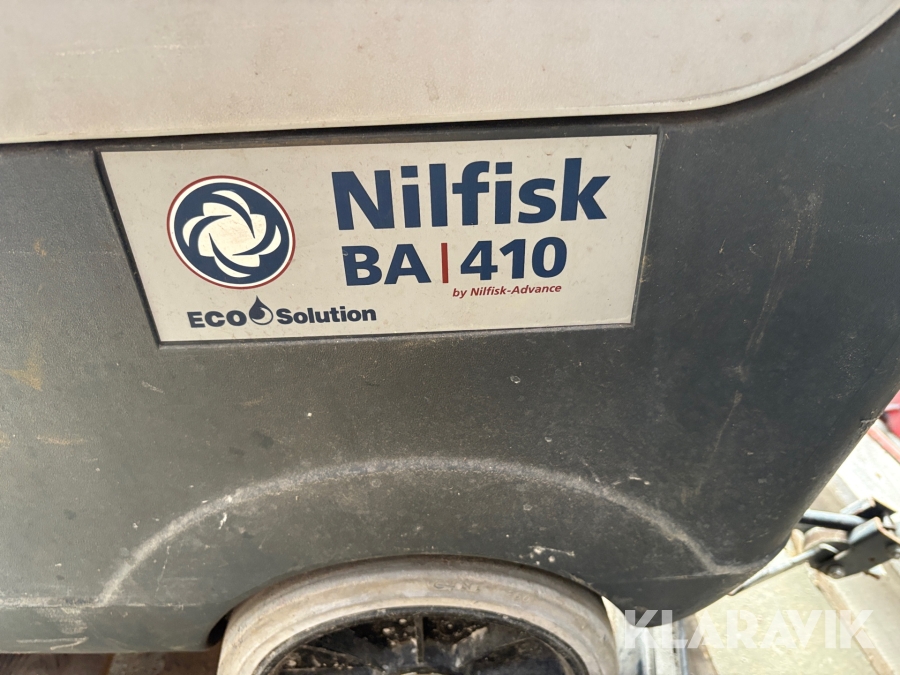 Nilfisk
BA|410
by Nilfisk-Advance
ECO Solution
KLARAVIK